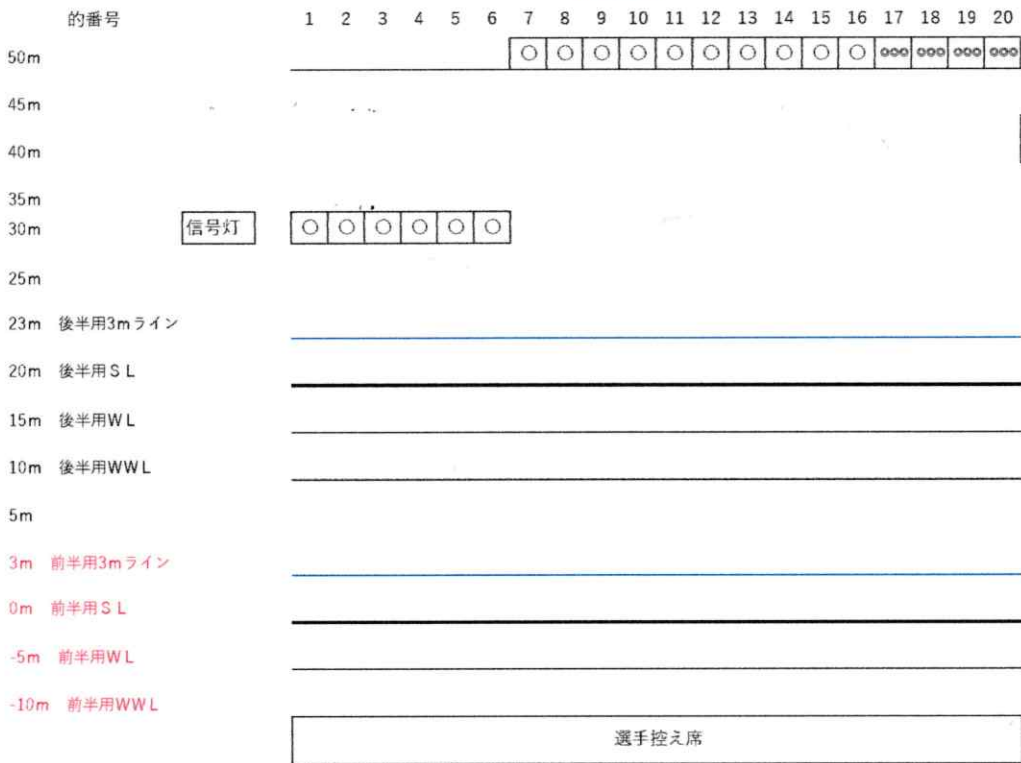 的番号 1 2 3 4 5 6 7 8 9 10 11 12 13 14 15 16 17 18 19 20
50m
45m
40m
35m
30m 信号灯
25m
23m 後半用3mライン
20m 後半用SL
15m 後半用WL
10m 後半用WWL
5m
3m 前半用3mライン
0m 前半用SL
-5m 前半用WL
-10m 前半用WWL
選手控え席